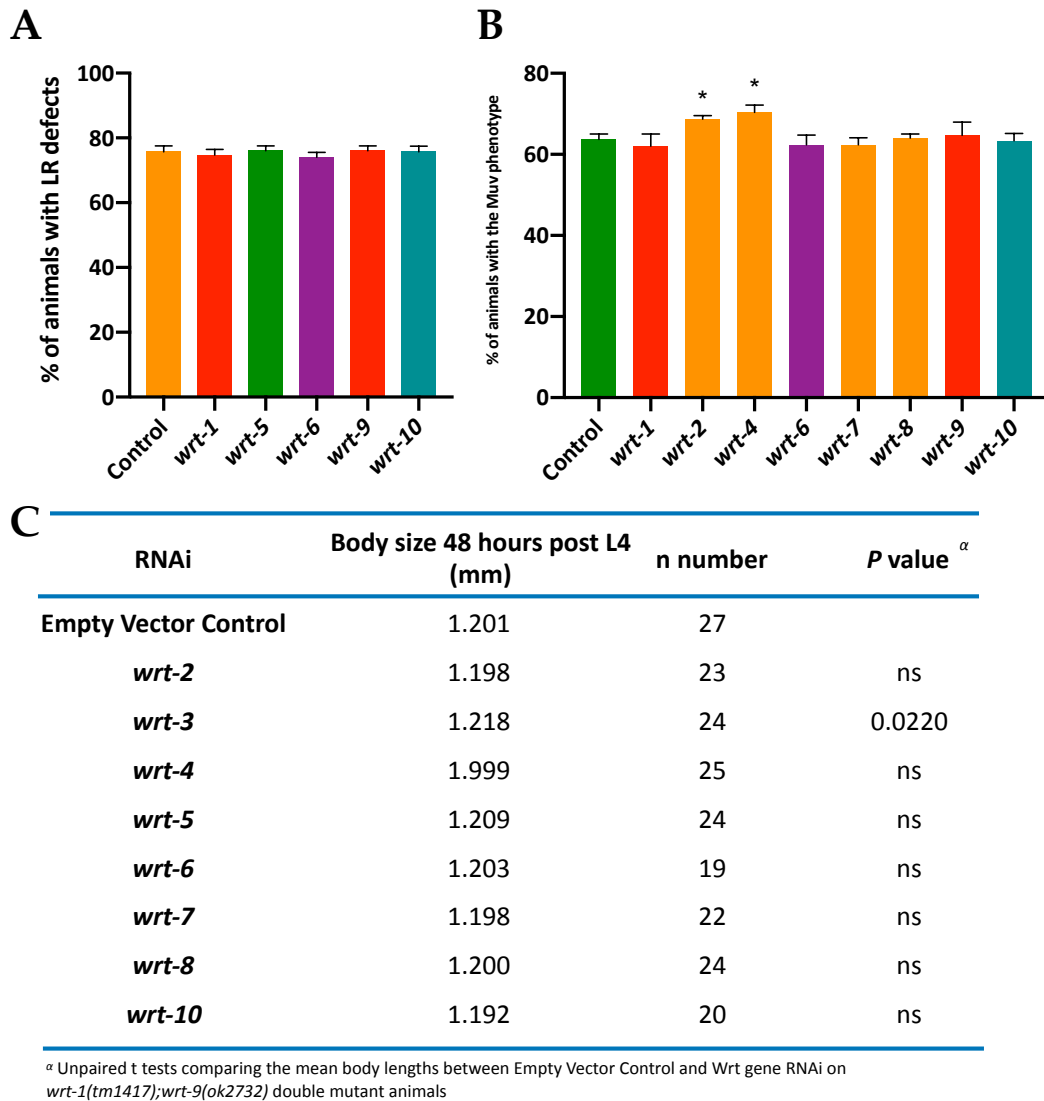 A
% of animals with LR defects
100
80
60
40
20
0
Control
wrt-1
wrt-5
wrt-6
wrt-9
wrt-10
B
% of animals with the Muv phenotype
80
60
40
20
0
*
*
Control
wrt-1
wrt-2
wrt-4
wrt-6
wrt-7
wrt-8
wrt-9
wrt-10
C
RNAi Body size 48 hours post L4 (mm) n number P value α
Empty Vector Control 1.201 27
wrt-2 1.198 23 ns
wrt-3 1.218 24 0.0220
wrt-4 1.999 25 ns
wrt-5 1.209 24 ns
wrt-6 1.203 19 ns
wrt-7 1.198 22 ns
wrt-8 1.200 24 ns
wrt-10 1.192 20 ns
α Unpaired t tests comparing the mean body lengths between Empty Vector Control and Wrt gene RNAi on
wrt-1(tm1417);wrt-9(ok2732) double mutant animals